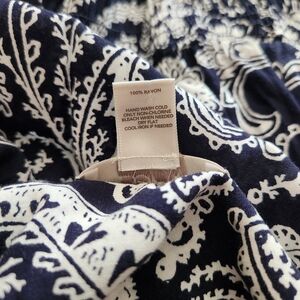 100% RAYON
HAND WASH COLD
ONLY NON-CHLORINE
BLEACH WHEN NEEDED
DRY FLAT
COOL IRON IF NEEDED